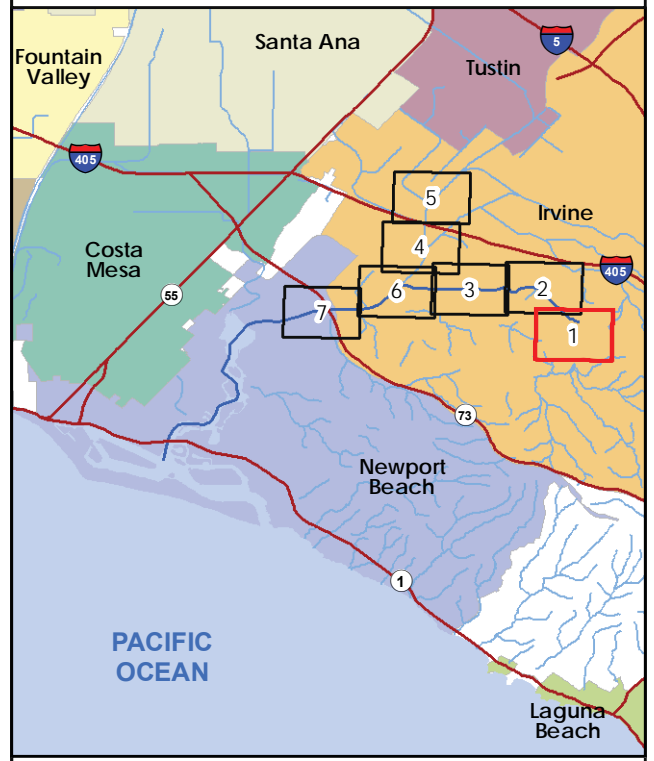 Santa Ana
Fountain
Valley
Tustin
5
405
5
Irvine
4
Costa
Mesa
405
55
6
3
2
7
1
73
Newport
Beach
1
PACIFIC
OCEAN
Laguna
Beach